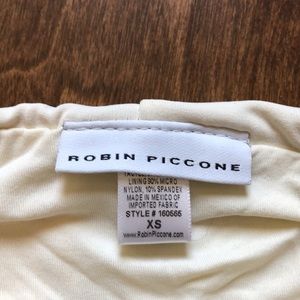 ROBIN PICCONE
LINING 90% MICRO
NYLON, 10% SPANDEX
MADE IN MEXICO OF
IMPORTED FABRIC
STYLE # 160565
XS
www.RobinPiccone.com